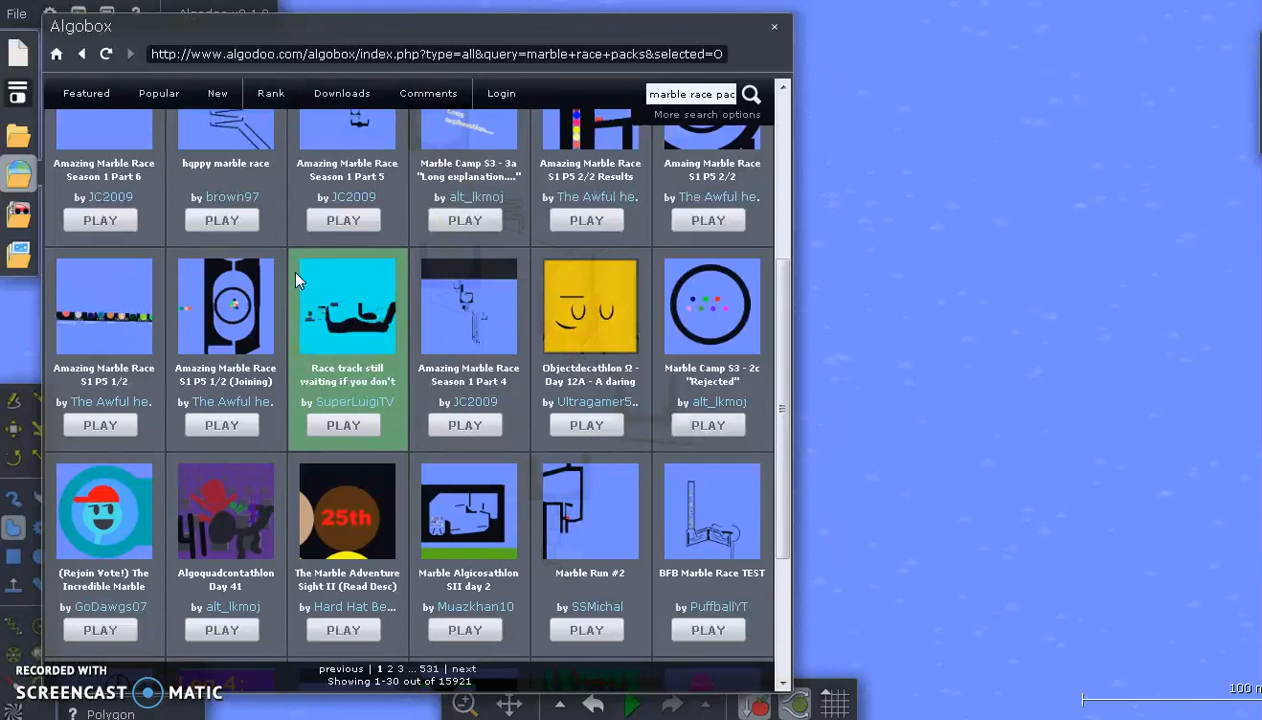 File
Algodoo v2.1.0
Algobox
http://www.algodoo.com/algobox/index.php?type=all&query=marble+race+packs&selected=O
Featured Popular New Rank Downloads Comments Login
marble race pac
More search options
Amazing Marble Race Season 1 Part 6
by JC2009
PLAY
hqppy marble race
by brown97
PLAY
Amazing Marble Race Season 1 Part 5
by JC2009
PLAY
Marble Camp S3 - 3a "Long explanation...."
by alt_lkmoj
PLAY
Amazing Marble Race S1 P5 2/2 Results
by The Awful he.
PLAY
Amazing Marble Race S1 P5 2/2
by The Awful he.
PLAY
Amazing Marble Race S1 P5 1/2
by The Awful he.
PLAY
Amazing Marble Race S1 P5 1/2 (Joining)
by The Awful he.
PLAY
Race track still waiting if you don't
by SuperLuigiTV
PLAY
Amazing Marble Race Season 1 Part 4
by JC2009
PLAY
Objectdecathlon Ω - Day 12A - A daring
by Ultragamer5..
PLAY
Marble Camp S3 - 2c "Rejected"
by alt_lkmoj
PLAY
(Rejoin Vote!) The Incredible Marble
by GoDawgs07
PLAY
41
Algoquadcontathlon Day 41
by alt_lkmoj
PLAY
25th
The Marble Adventure Sight II (Read Desc)
by Hard Hat Be...
PLAY
Marble Algicosathlon SII day 2
by Muazkhan10
PLAY
Marble Run #2
by SSMichal
PLAY
BFB Marble Race TEST
by PuffballYT
PLAY
previous | 1 2 3 ... 531 | next
Showing 1-30 out of 15921
RECORDED WITH
SCREENCAST MATIC
? Polygon
100 m